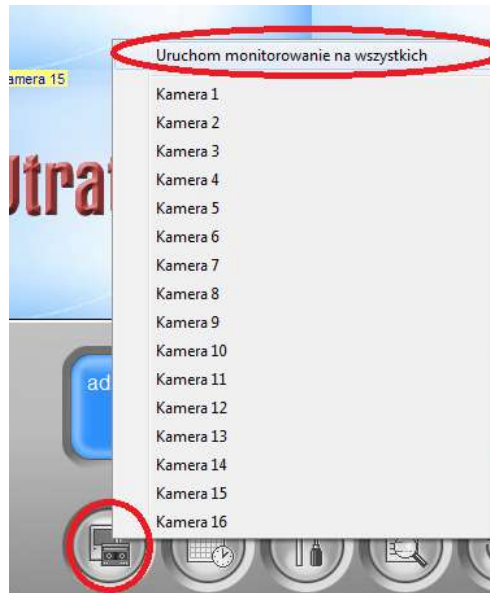 Uruchom monitorowanie na wszystkich
amera 15
Kamera 1
Kamera 2
Kamera 3
Utra
Kamera 4
Kamera 5
Kamera 6
Kamera 7
Kamera 8
Kamera 9
Kamera 10
ad
Kamera 11
Kamera 12
Kamera 13
Kamera 14
Kamera 15
Kamera 16